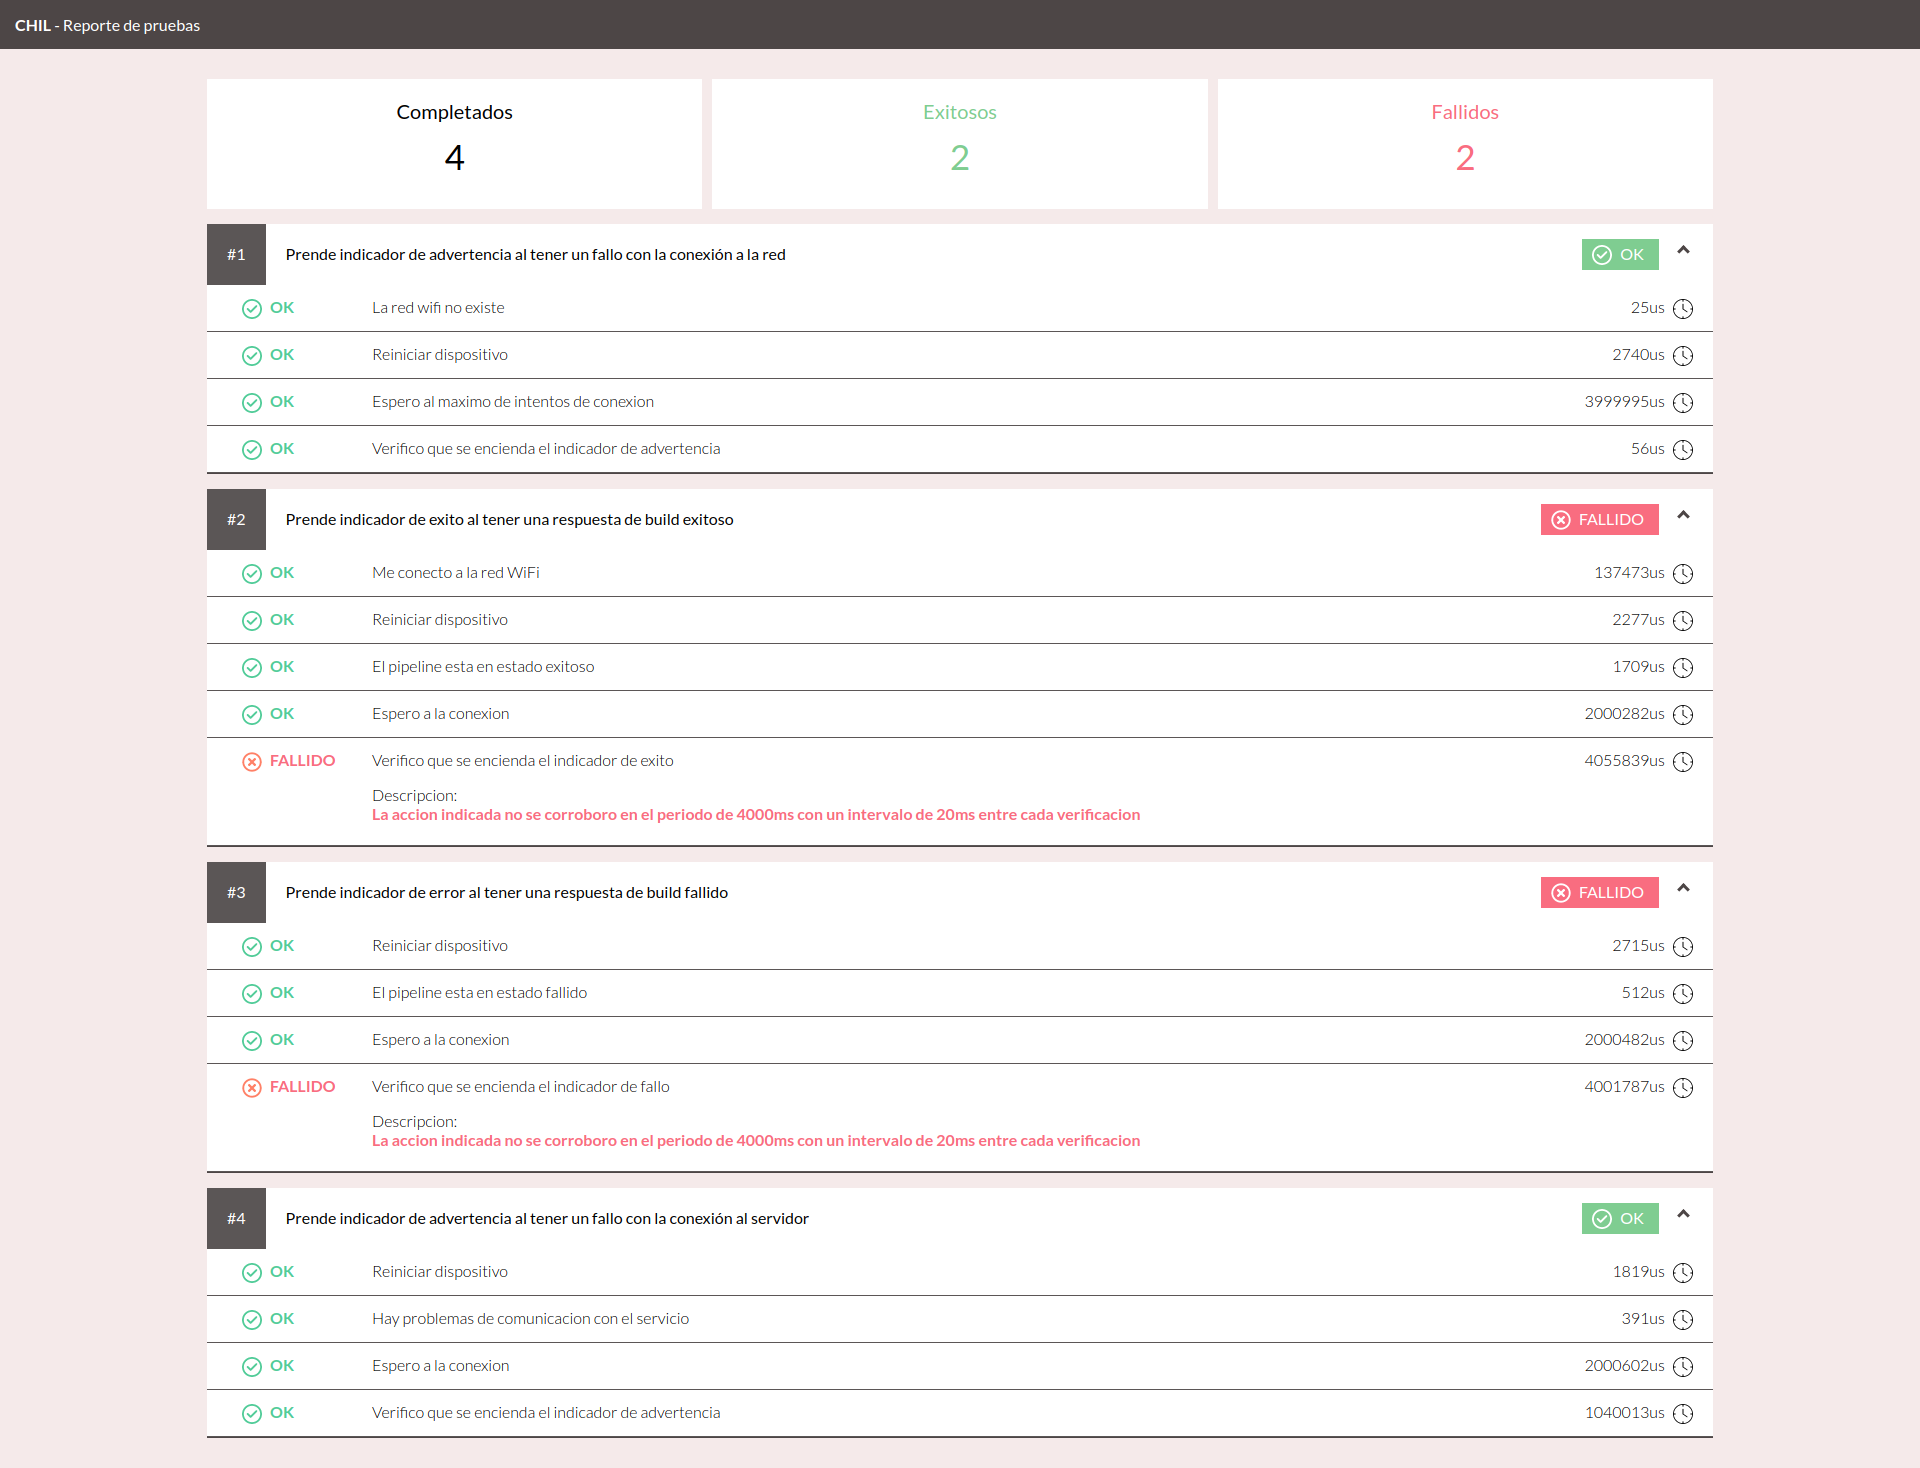 CHIL - Reporte de pruebas
Completados
4
Exitosos
2
Fallidos
2
#1 Prende indicador de advertencia al tener un fallo con la conexión a la red OK
OK La red wifi no existe 25us
OK Reiniciar dispositivo 2740us
OK Espero al maximo de intentos de conexion 3999995us
OK Verifico que se encienda el indicador de advertencia 56us
#2 Prende indicador de exito al tener una respuesta de build exitoso FALLIDO
OK Me conecto a la red WiFi 137473us
OK Reiniciar dispositivo 2277us
OK El pipeline esta en estado exitoso 1709us
OK Espero a la conexion 2000282us
FALLIDO Verifico que se encienda el indicador de exito 4055839us
Descripcion:
La accion indicada no se corroboro en el periodo de 4000ms con un intervalo de 20ms entre cada verificacion
#3 Prende indicador de error al tener una respuesta de build fallido FALLIDO
OK Reiniciar dispositivo 2715us
OK El pipeline esta en estado fallido 512us
OK Espero a la conexion 2000482us
FALLIDO Verifico que se encienda el indicador de fallo 4001787us
Descripcion:
La accion indicada no se corroboro en el periodo de 4000ms con un intervalo de 20ms entre cada verificacion
#4 Prende indicador de advertencia al tener un fallo con la conexión al servidor OK
OK Reiniciar dispositivo 1819us
OK Hay problemas de comunicacion con el servicio 391us
OK Espero a la conexion 2000602us
OK Verifico que se encienda el indicador de advertencia 1040013us